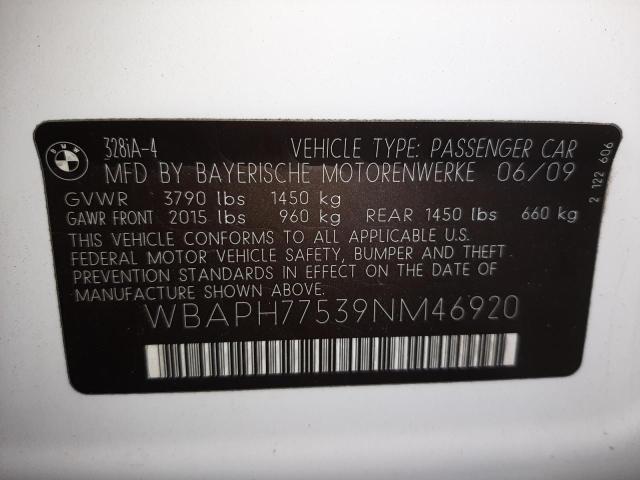 BMW
328iA-4 VEHICLE TYPE: PASSENGER CAR
MFD BY BAYERISCHE MOTORENWERKE 06/09
GVWR 3790 lbs 1450 kg
GAWR FRONT 2015 lbs 960 kg REAR 1450 lbs 660 kg
THIS VEHICLE CONFORMS TO ALL APPLICABLE U.S.
FEDERAL MOTOR VEHICLE SAFETY, BUMPER AND THEFT
PREVENTION STANDARDS IN EFFECT ON THE DATE OF
MANUFACTURE SHOWN ABOVE.
WBAPH77539NM46920
2 122 606